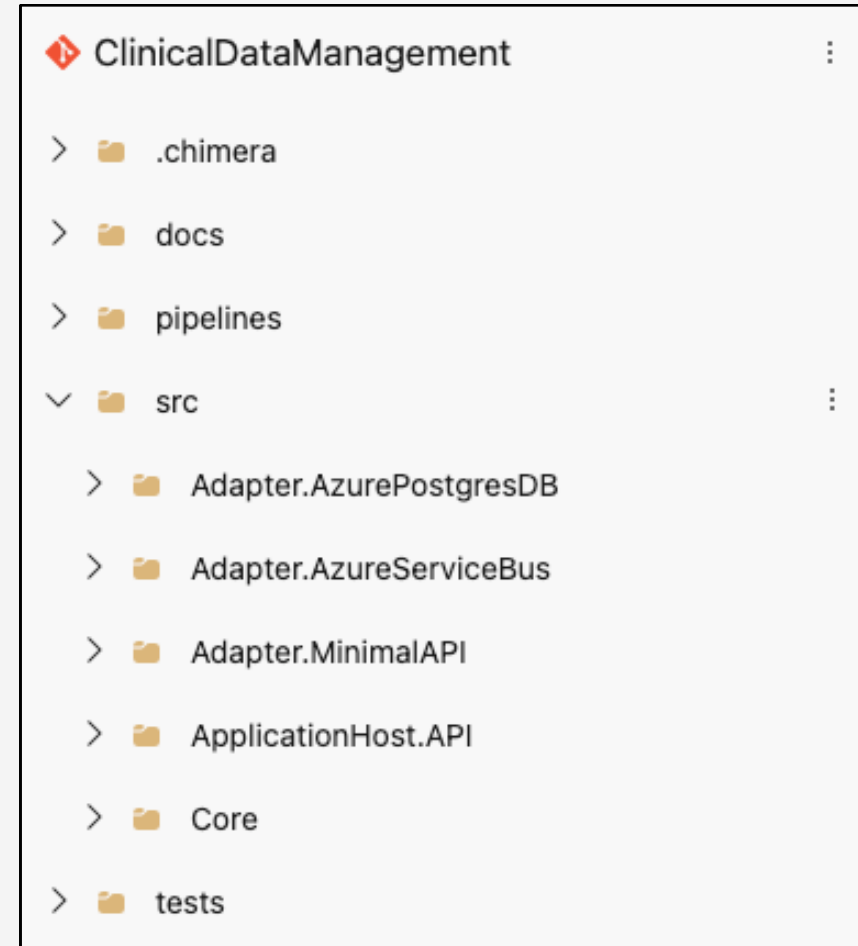 ClinicalDataManagement
.chimera
docs
pipelines
src
Adapter.AzurePostgresDB
Adapter.AzureServiceBus
Adapter.MinimalAPI
ApplicationHost.API
Core
tests